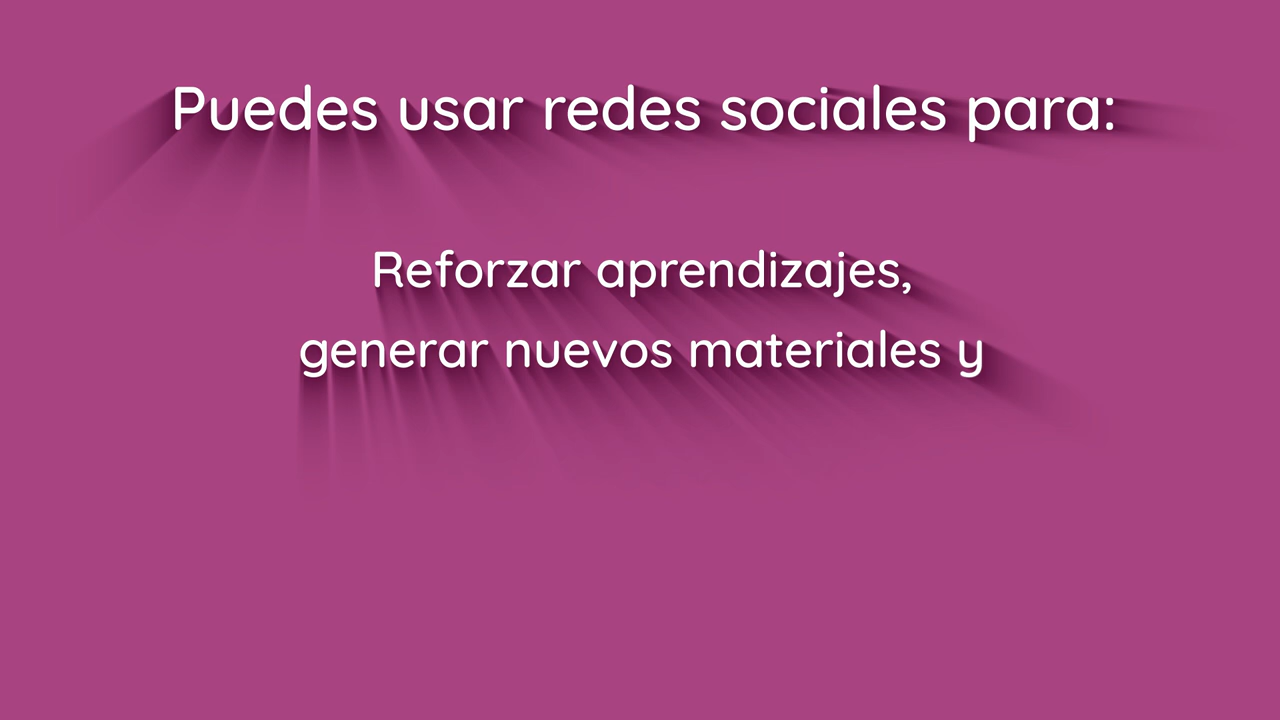 Puedes usar redes sociales para:
Reforzar aprendizajes,
generar nuevos materiales y